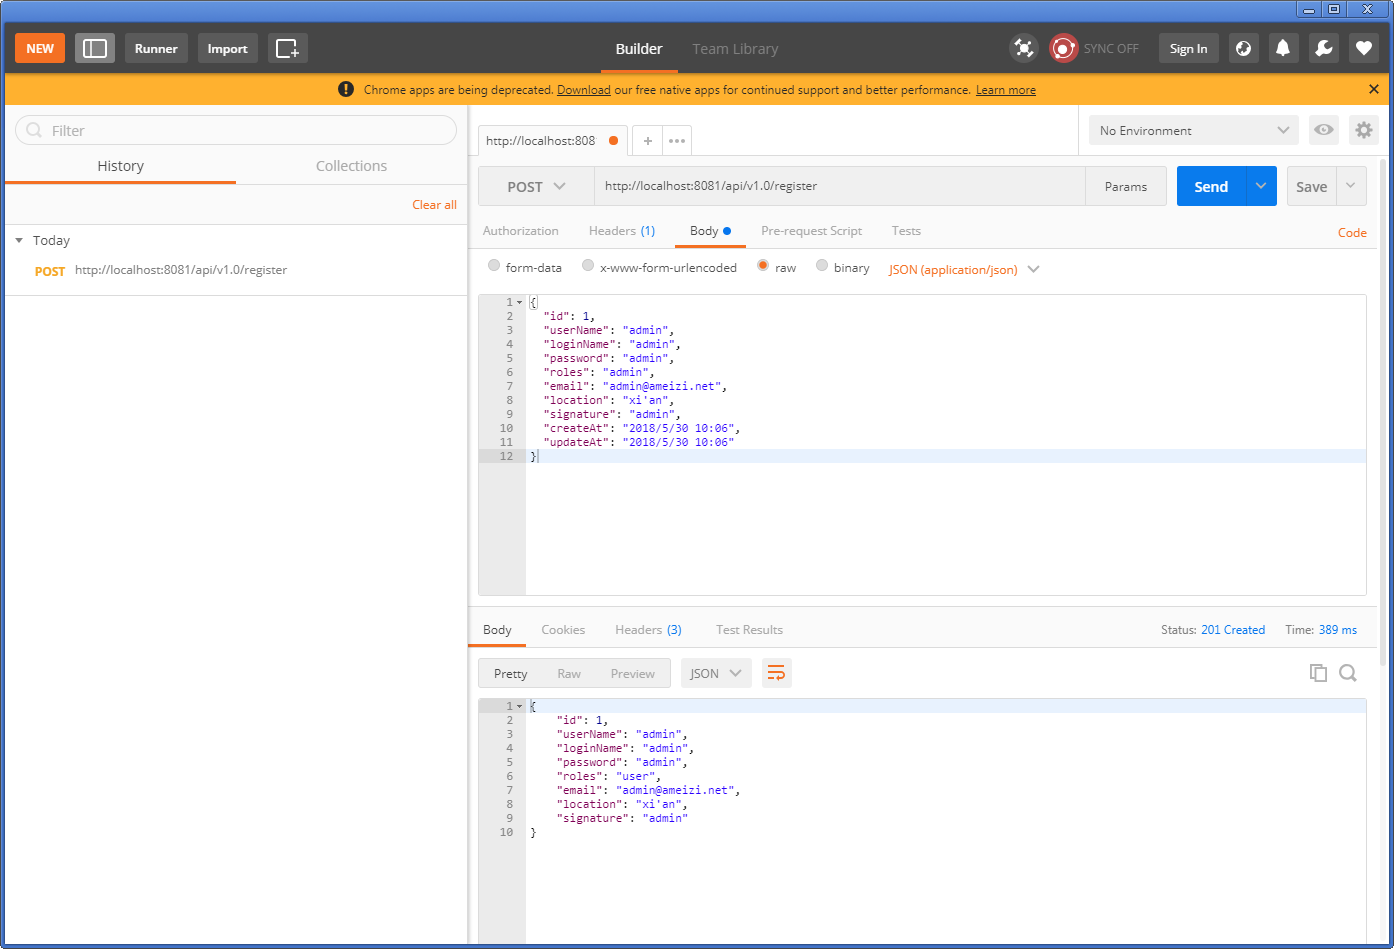 NEW Runner Import Builder Team Library SYNC OFF Sign In
! Chrome apps are being deprecated. Download our free native apps for continued support and better performance. Learn more
Filter
History Collections
Clear all
Today
POST http://localhost:8081/api/v1.0/register
http://localhost:808 + ••• No Environment
POST http://localhost:8081/api/v1.0/register Params Send Save
Authorization Headers (1) Body Pre-request Script Tests Code
form-data x-www-form-urlencoded raw binary JSON (application/json)
1 {
2 "id": 1,
3 "userName": "admin",
4 "loginName": "admin",
5 "password": "admin",
6 "roles": "admin",
7 "email": "admin@ameizi.net",
8 "location": "xi'an",
9 "signature": "admin",
10 "createAt": "2018/5/30 10:06",
11 "updateAt": "2018/5/30 10:06"
12 }
Body Cookies Headers (3) Test Results Status: 201 Created Time: 389 ms
Pretty Raw Preview JSON
1 {
2 "id": 1,
3 "userName": "admin",
4 "loginName": "admin",
5 "password": "admin",
6 "roles": "user",
7 "email": "admin@ameizi.net",
8 "location": "xi'an",
9 "signature": "admin"
10 }